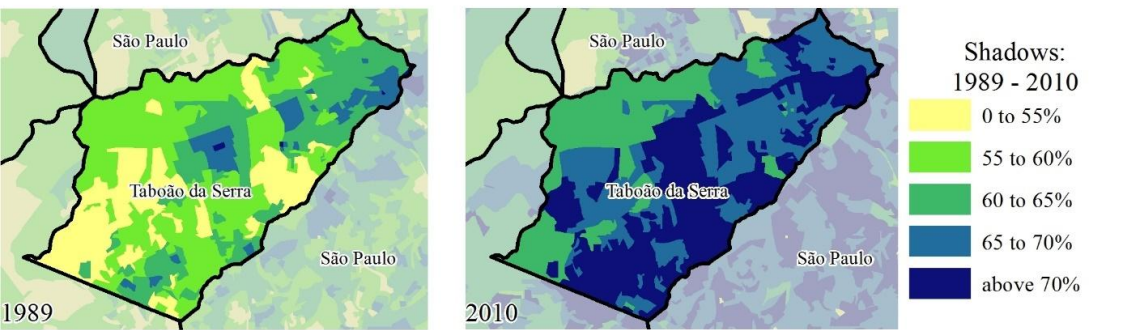 São Paulo
Taboão da Serra
São Paulo
1989
São Paulo
Taboão da Serra
São Paulo
2010
Shadows:
1989 - 2010
0 to 55%
55 to 60%
60 to 65%
65 to 70%
above 70%